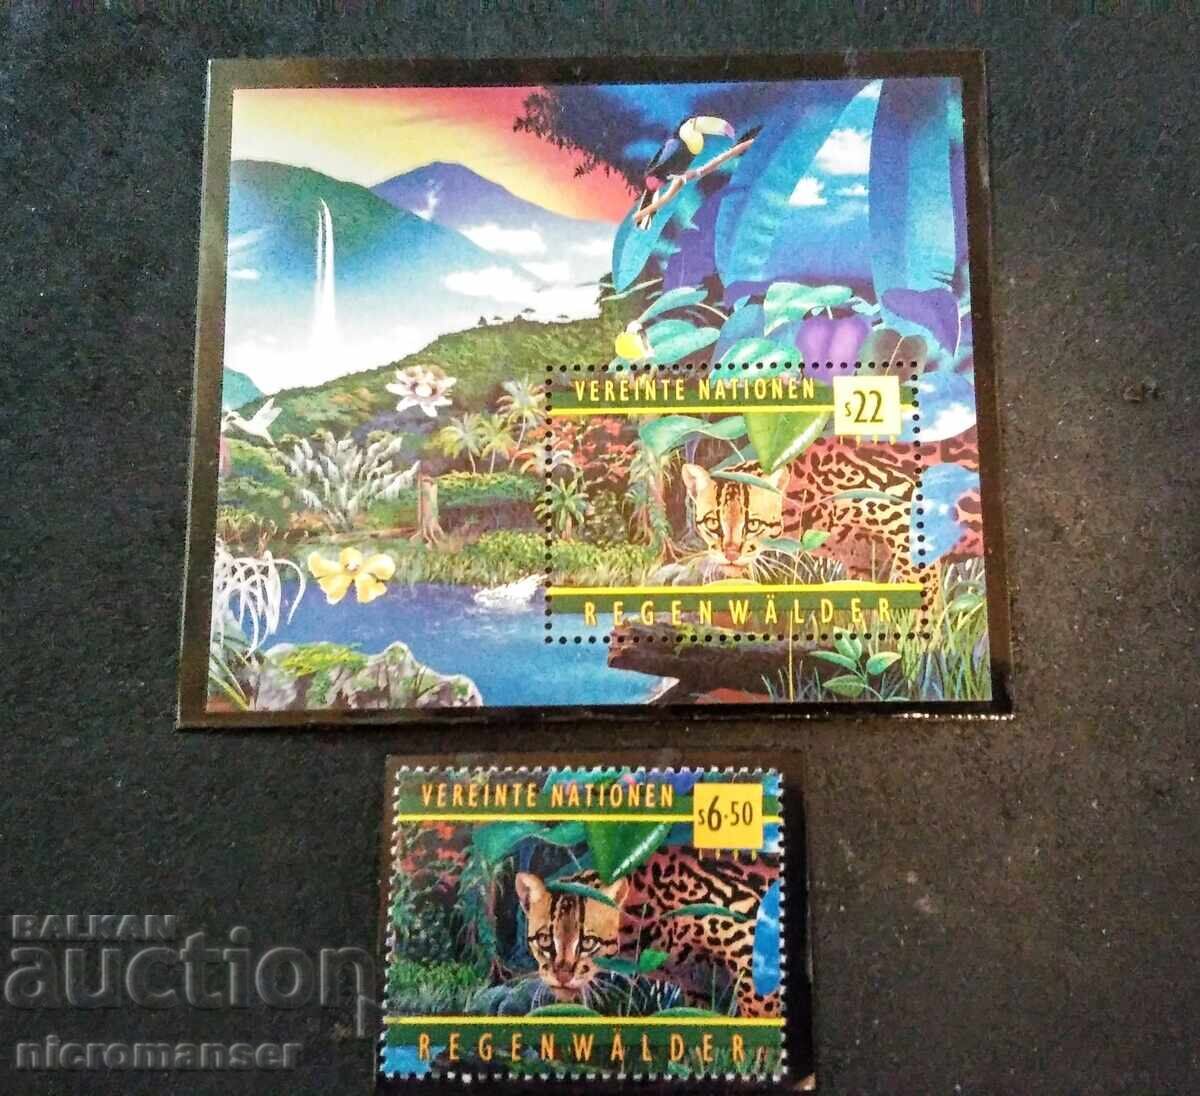 VEREINTE NATIONEN
S22
REGENWÄLDER
VEREINTE NATIONEN
S6·50
REGENWÄLDER
BALKAN
auction
nicromanser